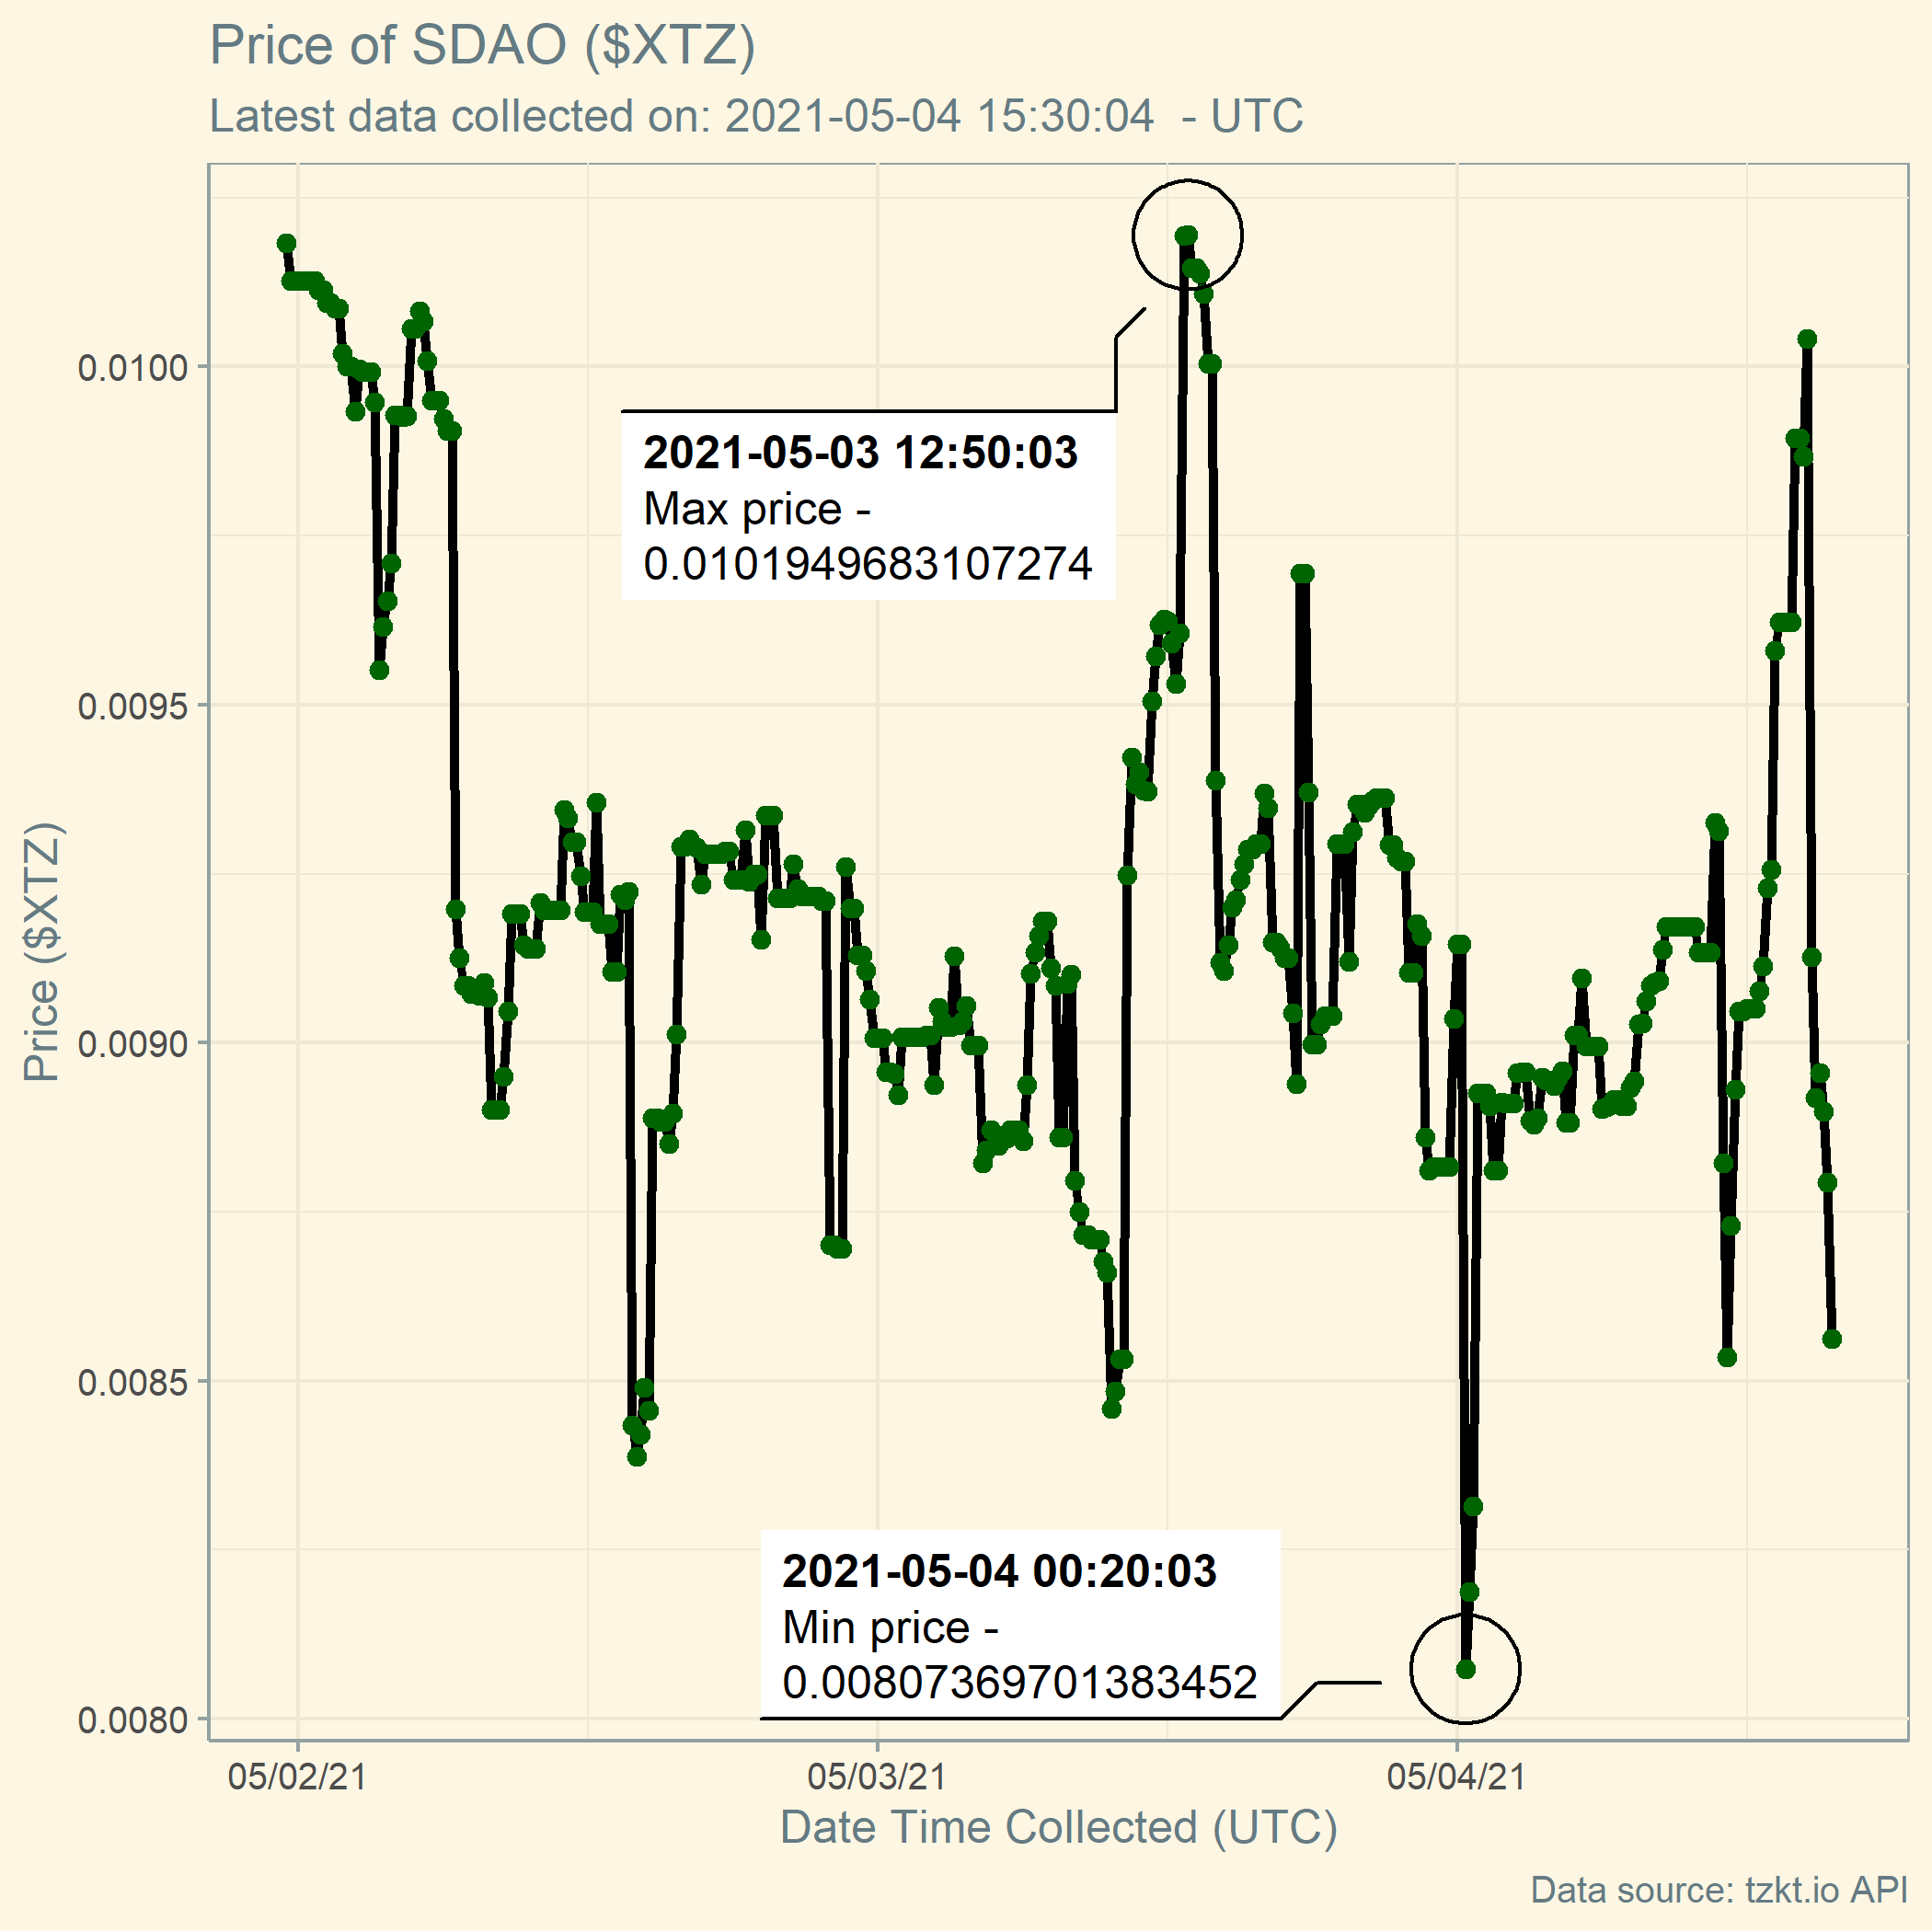 Price of SDAO ($XTZ)
Latest data collected on: 2021-05-04 15:30:04  - UTC
Price ($XTZ)
0.0100
0.0095
0.0090
0.0085
0.0080
2021-05-03 12:50:03
Max price -
0.0101949683107274
2021-05-04 00:20:03
Min price -
0.00807369701383452
05/02/21
05/03/21
05/04/21
Date Time Collected (UTC)
Data source: tzkt.io API